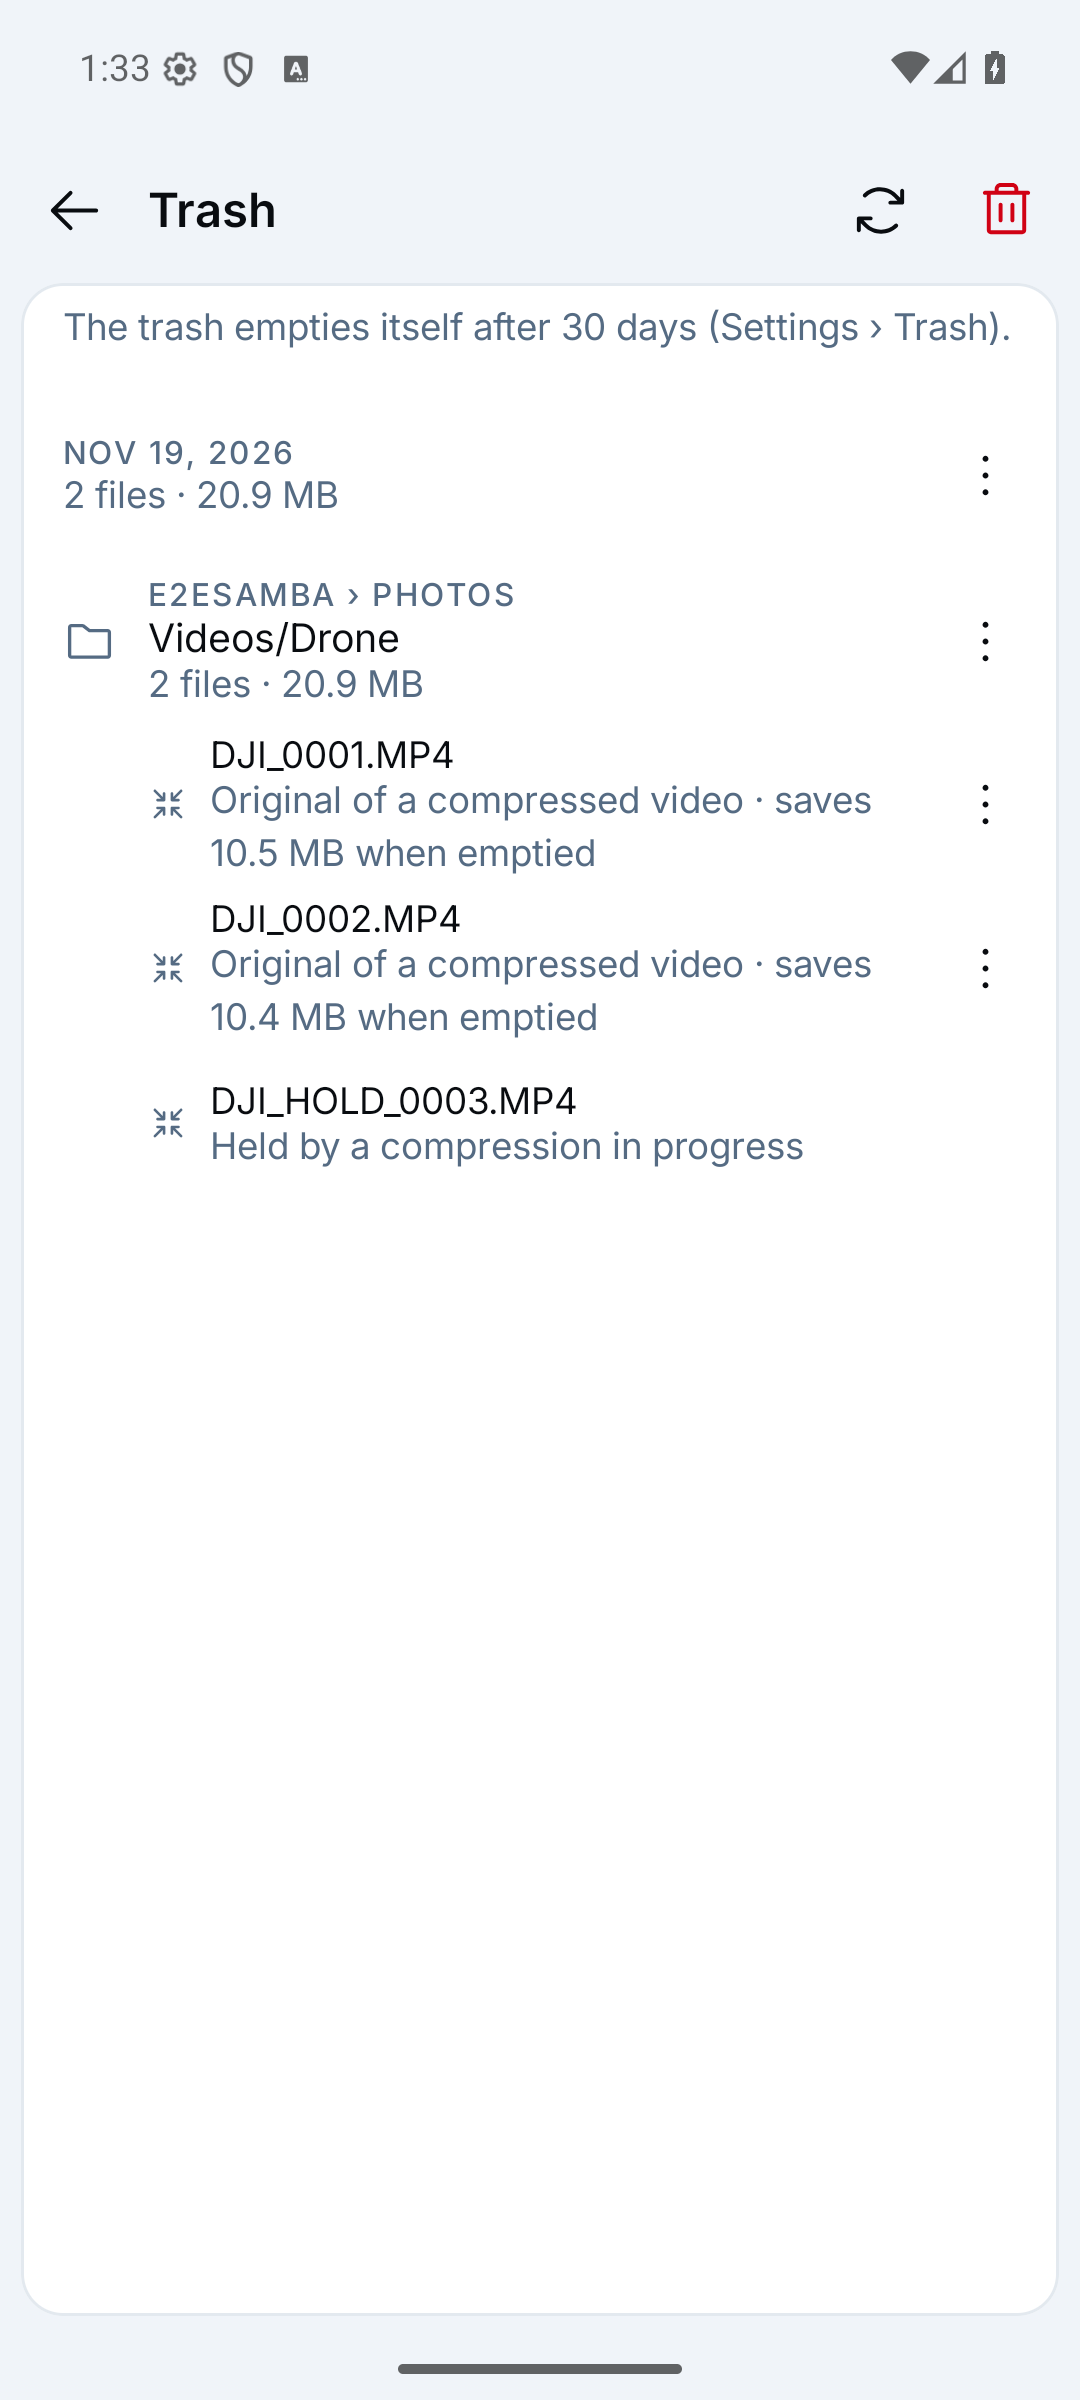 1:33
Trash
The trash empties itself after 30 days (Settings › Trash).
NOV 19, 2026
2 files · 20.9 MB
E2ESAMBA › PHOTOS
Videos/Drone
2 files · 20.9 MB
DJI_0001.MP4
Original of a compressed video · saves
10.5 MB when emptied
DJI_0002.MP4
Original of a compressed video · saves
10.4 MB when emptied
DJI_HOLD_0003.MP4
Held by a compression in progress